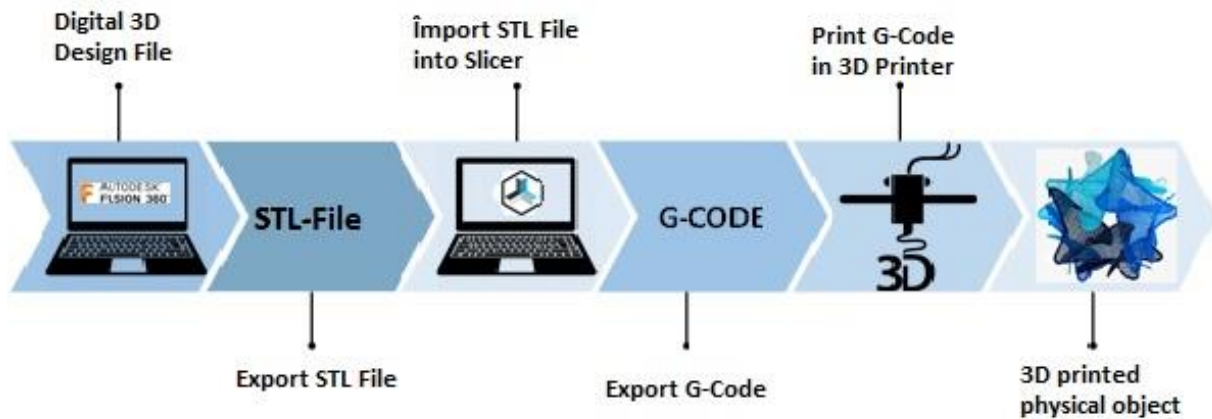 Digital 3D
Design File
Împort STL File
into Slicer
Print G-Code
in 3D Printer
AUTODESK
FUSION 360
STL-File
G-CODE
3D
Export STL File
Export G-Code
3D printed
physical object